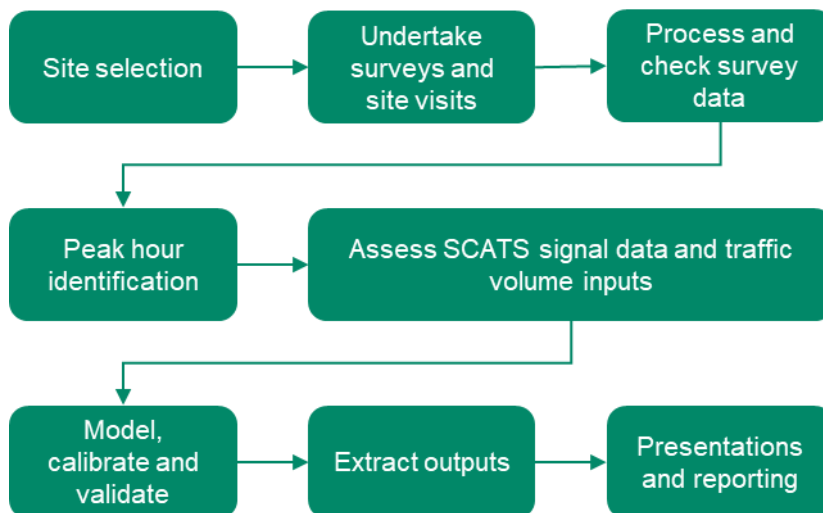 Site selection
Undertake
surveys and
site visits
Process and
check survey
data
Peak hour
identification
Assess SCATS signal data and traffic
volume inputs
Model,
calibrate and
validate
Extract outputs
Presentations
and reporting